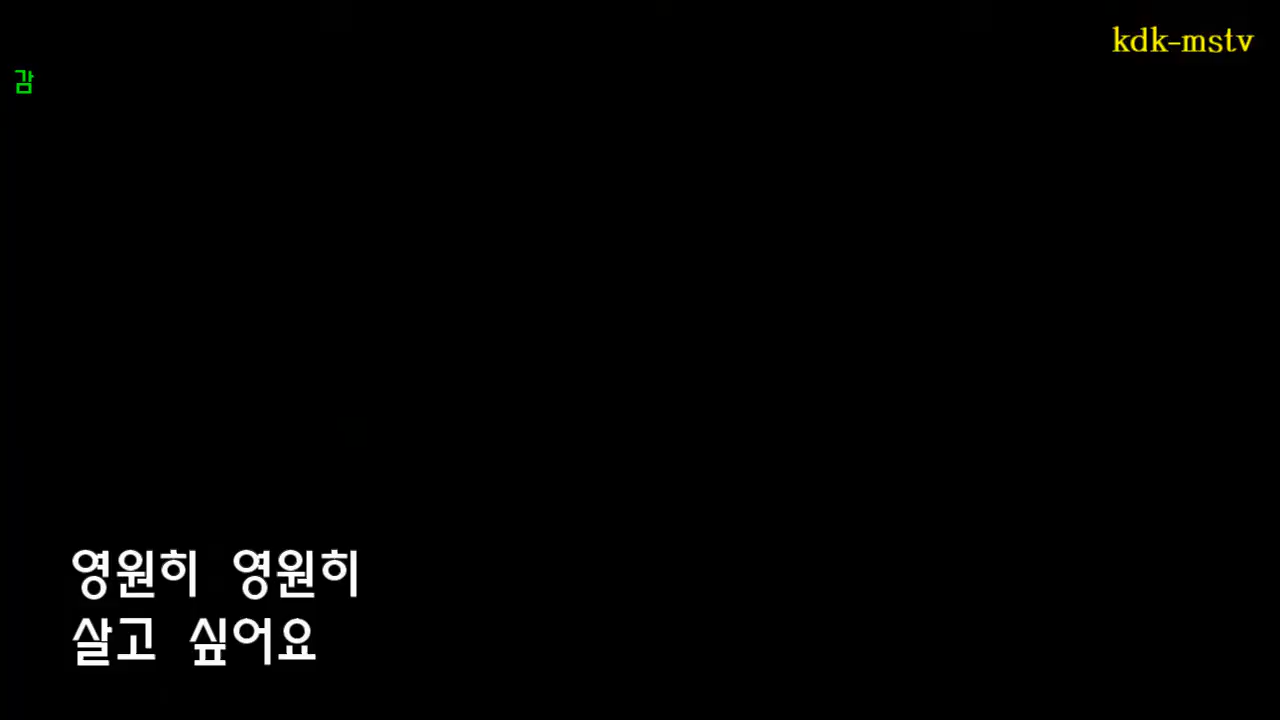 kdk-mstv
감
영원히 영원히
살고 싶어요